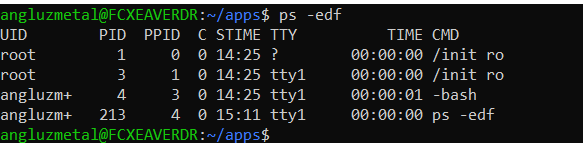 angluzmetal@FCXEAVERDR:~/apps$ ps -edf
UID        PID  PPID  C STIME TTY          TIME CMD
root         1     0  0 14:25 ?        00:00:00 /init ro
root         3     1  0 14:25 tty1     00:00:00 /init ro
angluzm+     4     3  0 14:25 tty1     00:00:01 -bash
angluzm+   213     4  0 15:11 tty1     00:00:00 ps -edf
angluzmetal@FCXEAVERDR:~/apps$